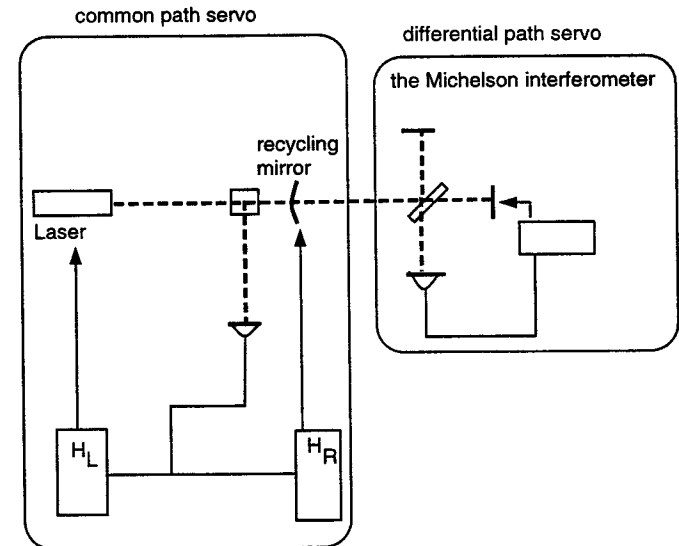 common path servo
differential path servo
the Michelson interferometer
recycling
mirror
Laser
H_L
H_R